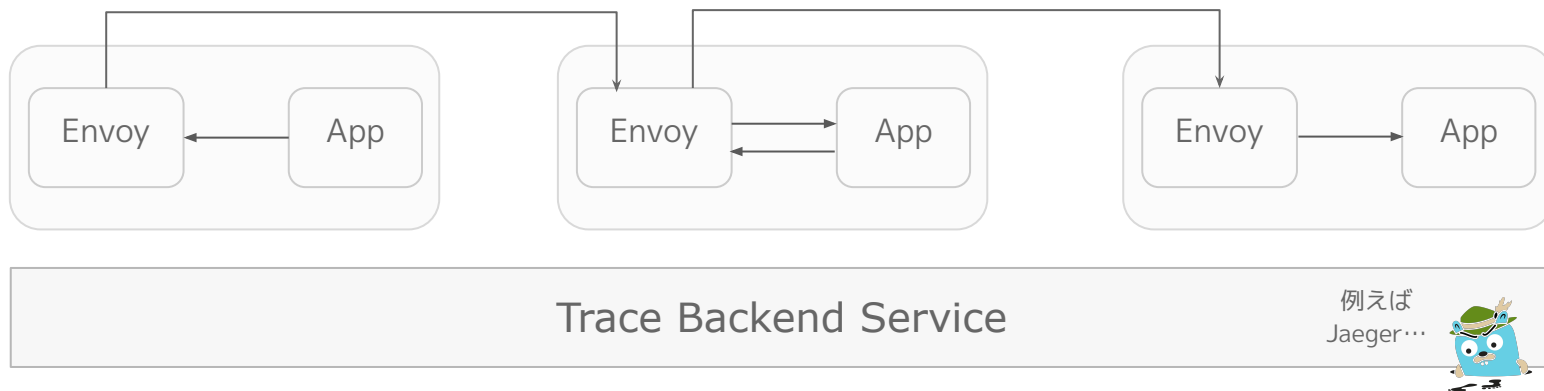 Envoy
App
Envoy
App
Envoy
App
Trace Backend Service
例えば
Jaeger…